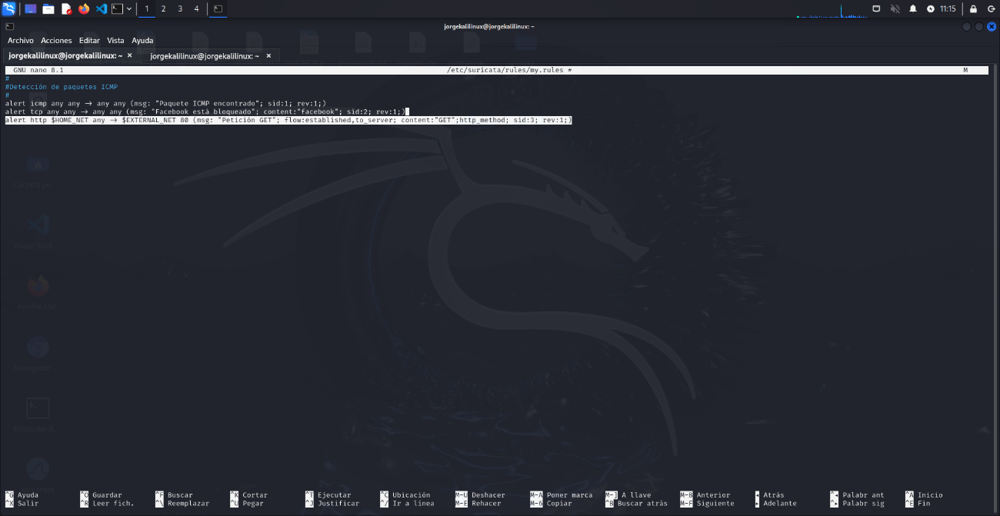 1 2 3 4 11:15
jorgekalilinux@jorgekalilinux: ~
Archivo Acciones Editar Vista Ayuda
jorgekalilinux@jorgekalilinux: ~ × jorgekalilinux@jorgekalilinux: ~ ×
GNU nano 8.1 /etc/suricata/rules/my.rules * M
#
#Detección de paquetes ICMP
#
alert icmp any any -> any any (msg: "Paquete ICMP encontrado"; sid:1; rev:1;)
alert tcp any any -> any any (msg: "Facebook está bloqueado"; content:"facebook"; sid:2; rev:1;)
alert http $HOME_NET any -> $EXTERNAL_NET 80 (msg: "Petición GET"; flow:established,to_server; content:"GET";http_method; sid:3; rev:1;)
^G Ayuda ^O Guardar ^F Buscar ^K Cortar ^T Ejecutar ^C Ubicación M-U Deshacer M-A Poner marca M-] A llave M-B Anterior ◂ Atrás ^◂ Palabr ant ^A Inicio
^X Salir ^R Leer fich. ^\ Reemplazar ^U Pegar ^J Justificar ^/ Ir a línea M-E Rehacer M-6 Copiar ^B Buscar atrás M-F Siguiente ▸ Adelante ^▸ Palabr sig ^E Fin